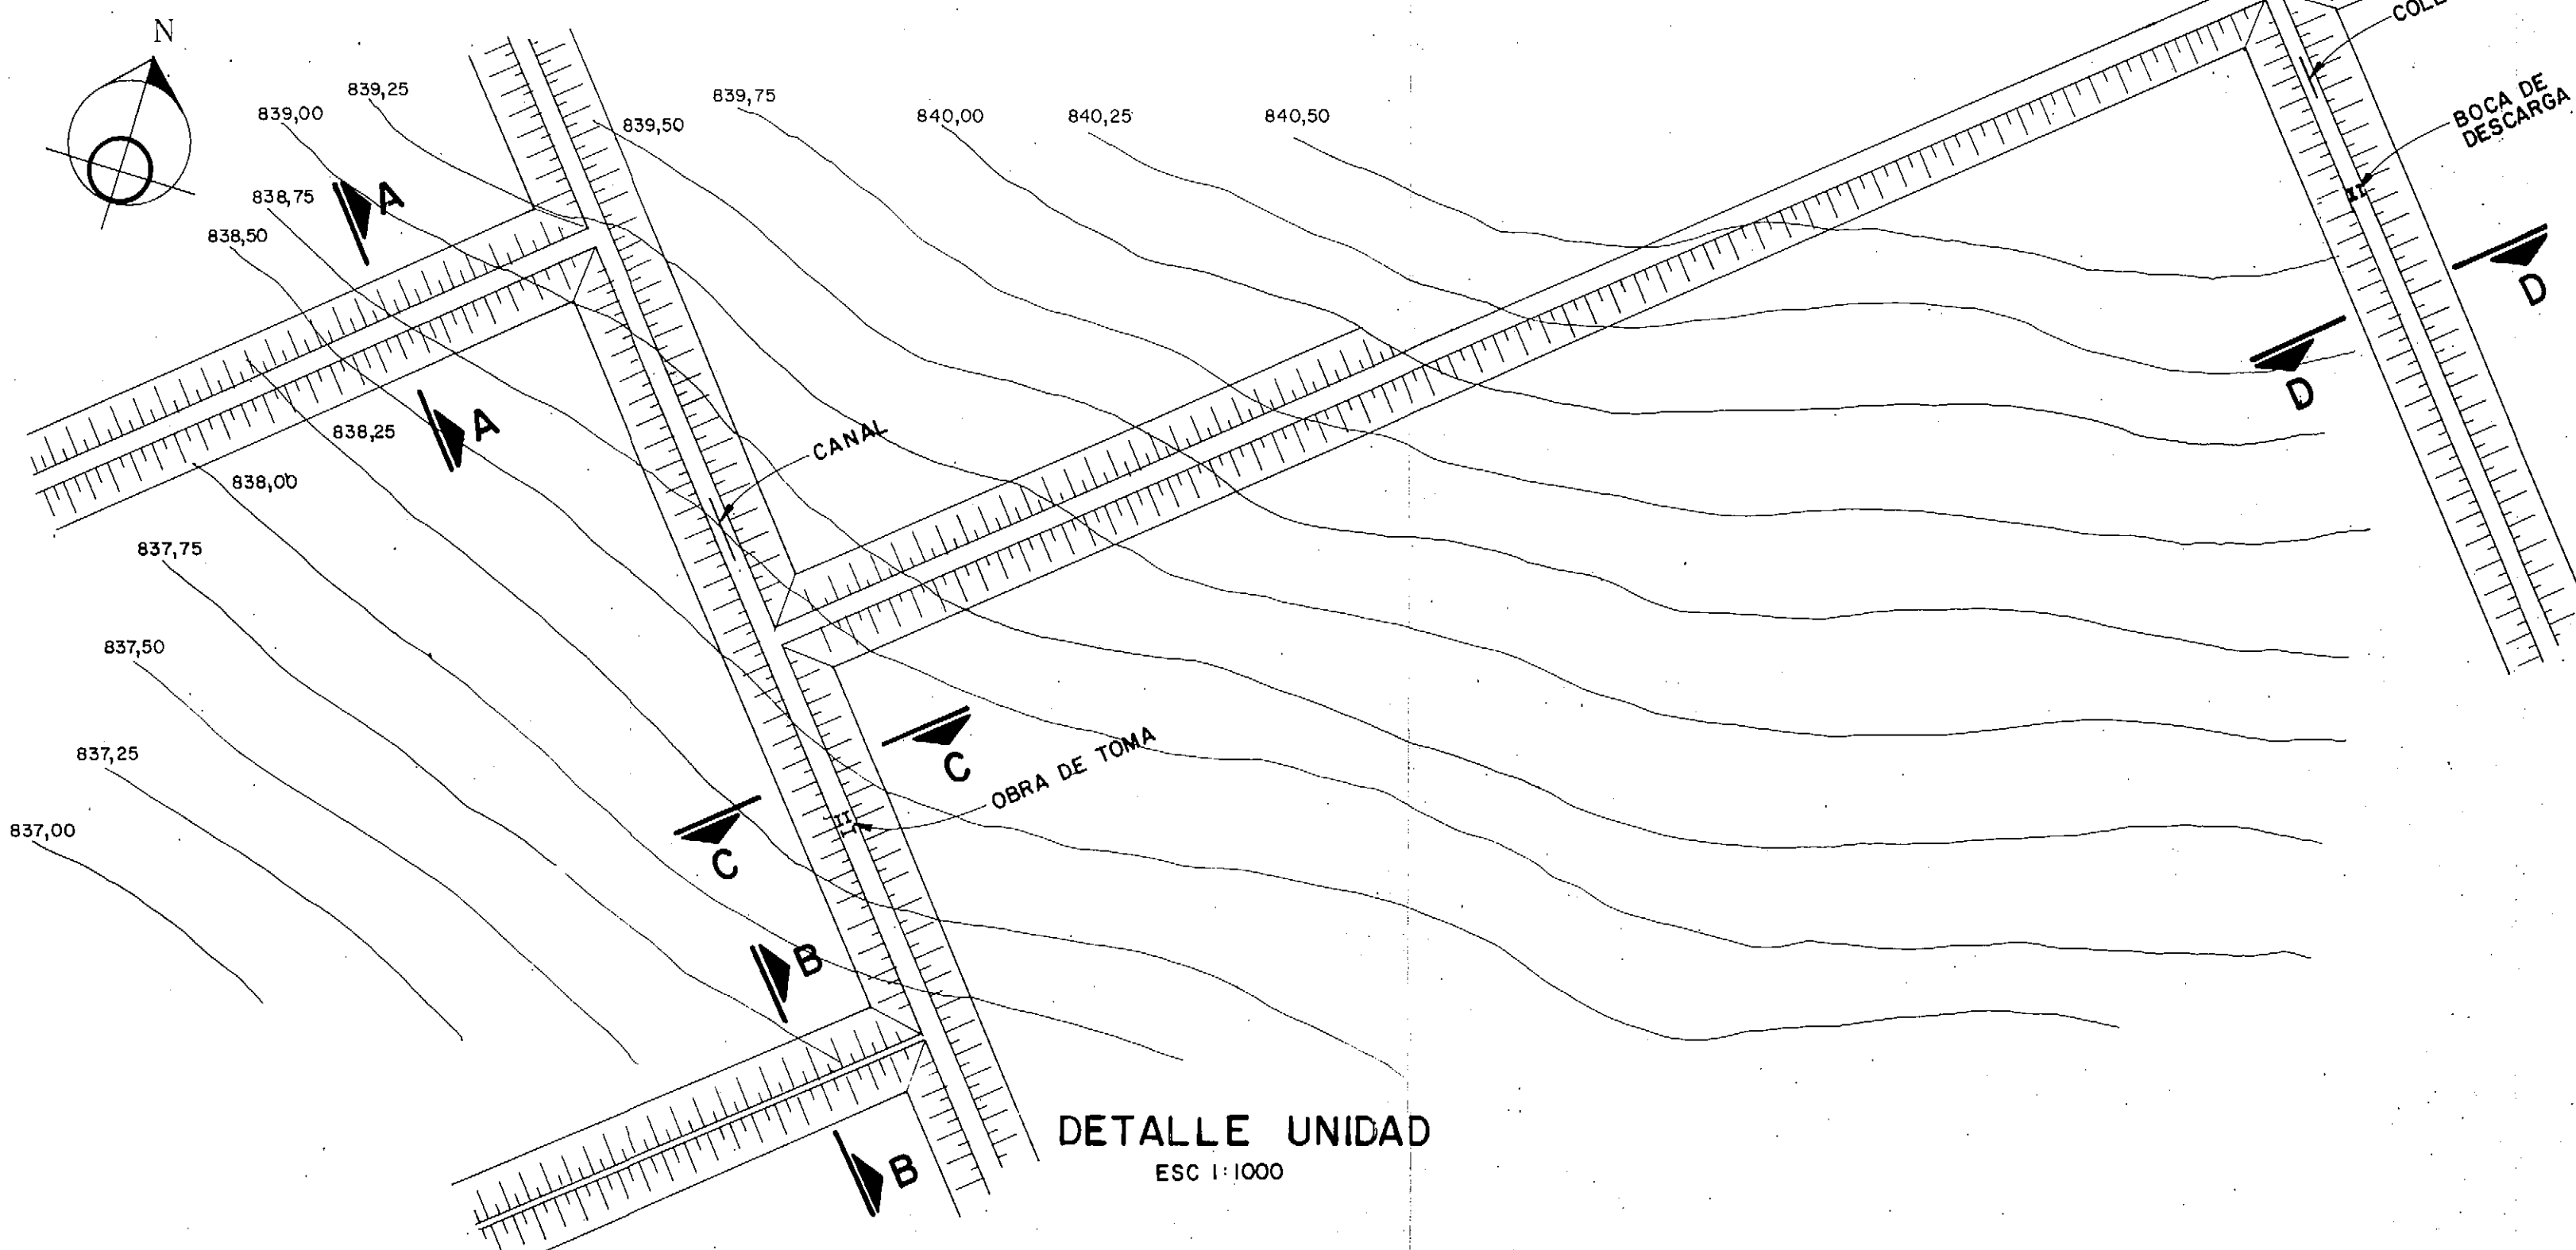 N
839,25
839,00
839,75
840,00
840,25
840,50
839,50
BOCA DE
DESCARGA
838,75
A
838,50
D
D
838,25
A
CANAL
838,00
837,75
837,50
C
OBRA DE TOMA
837,25
837,00
C
B
DETALLE UNIDAD
ESC 1:1000
B